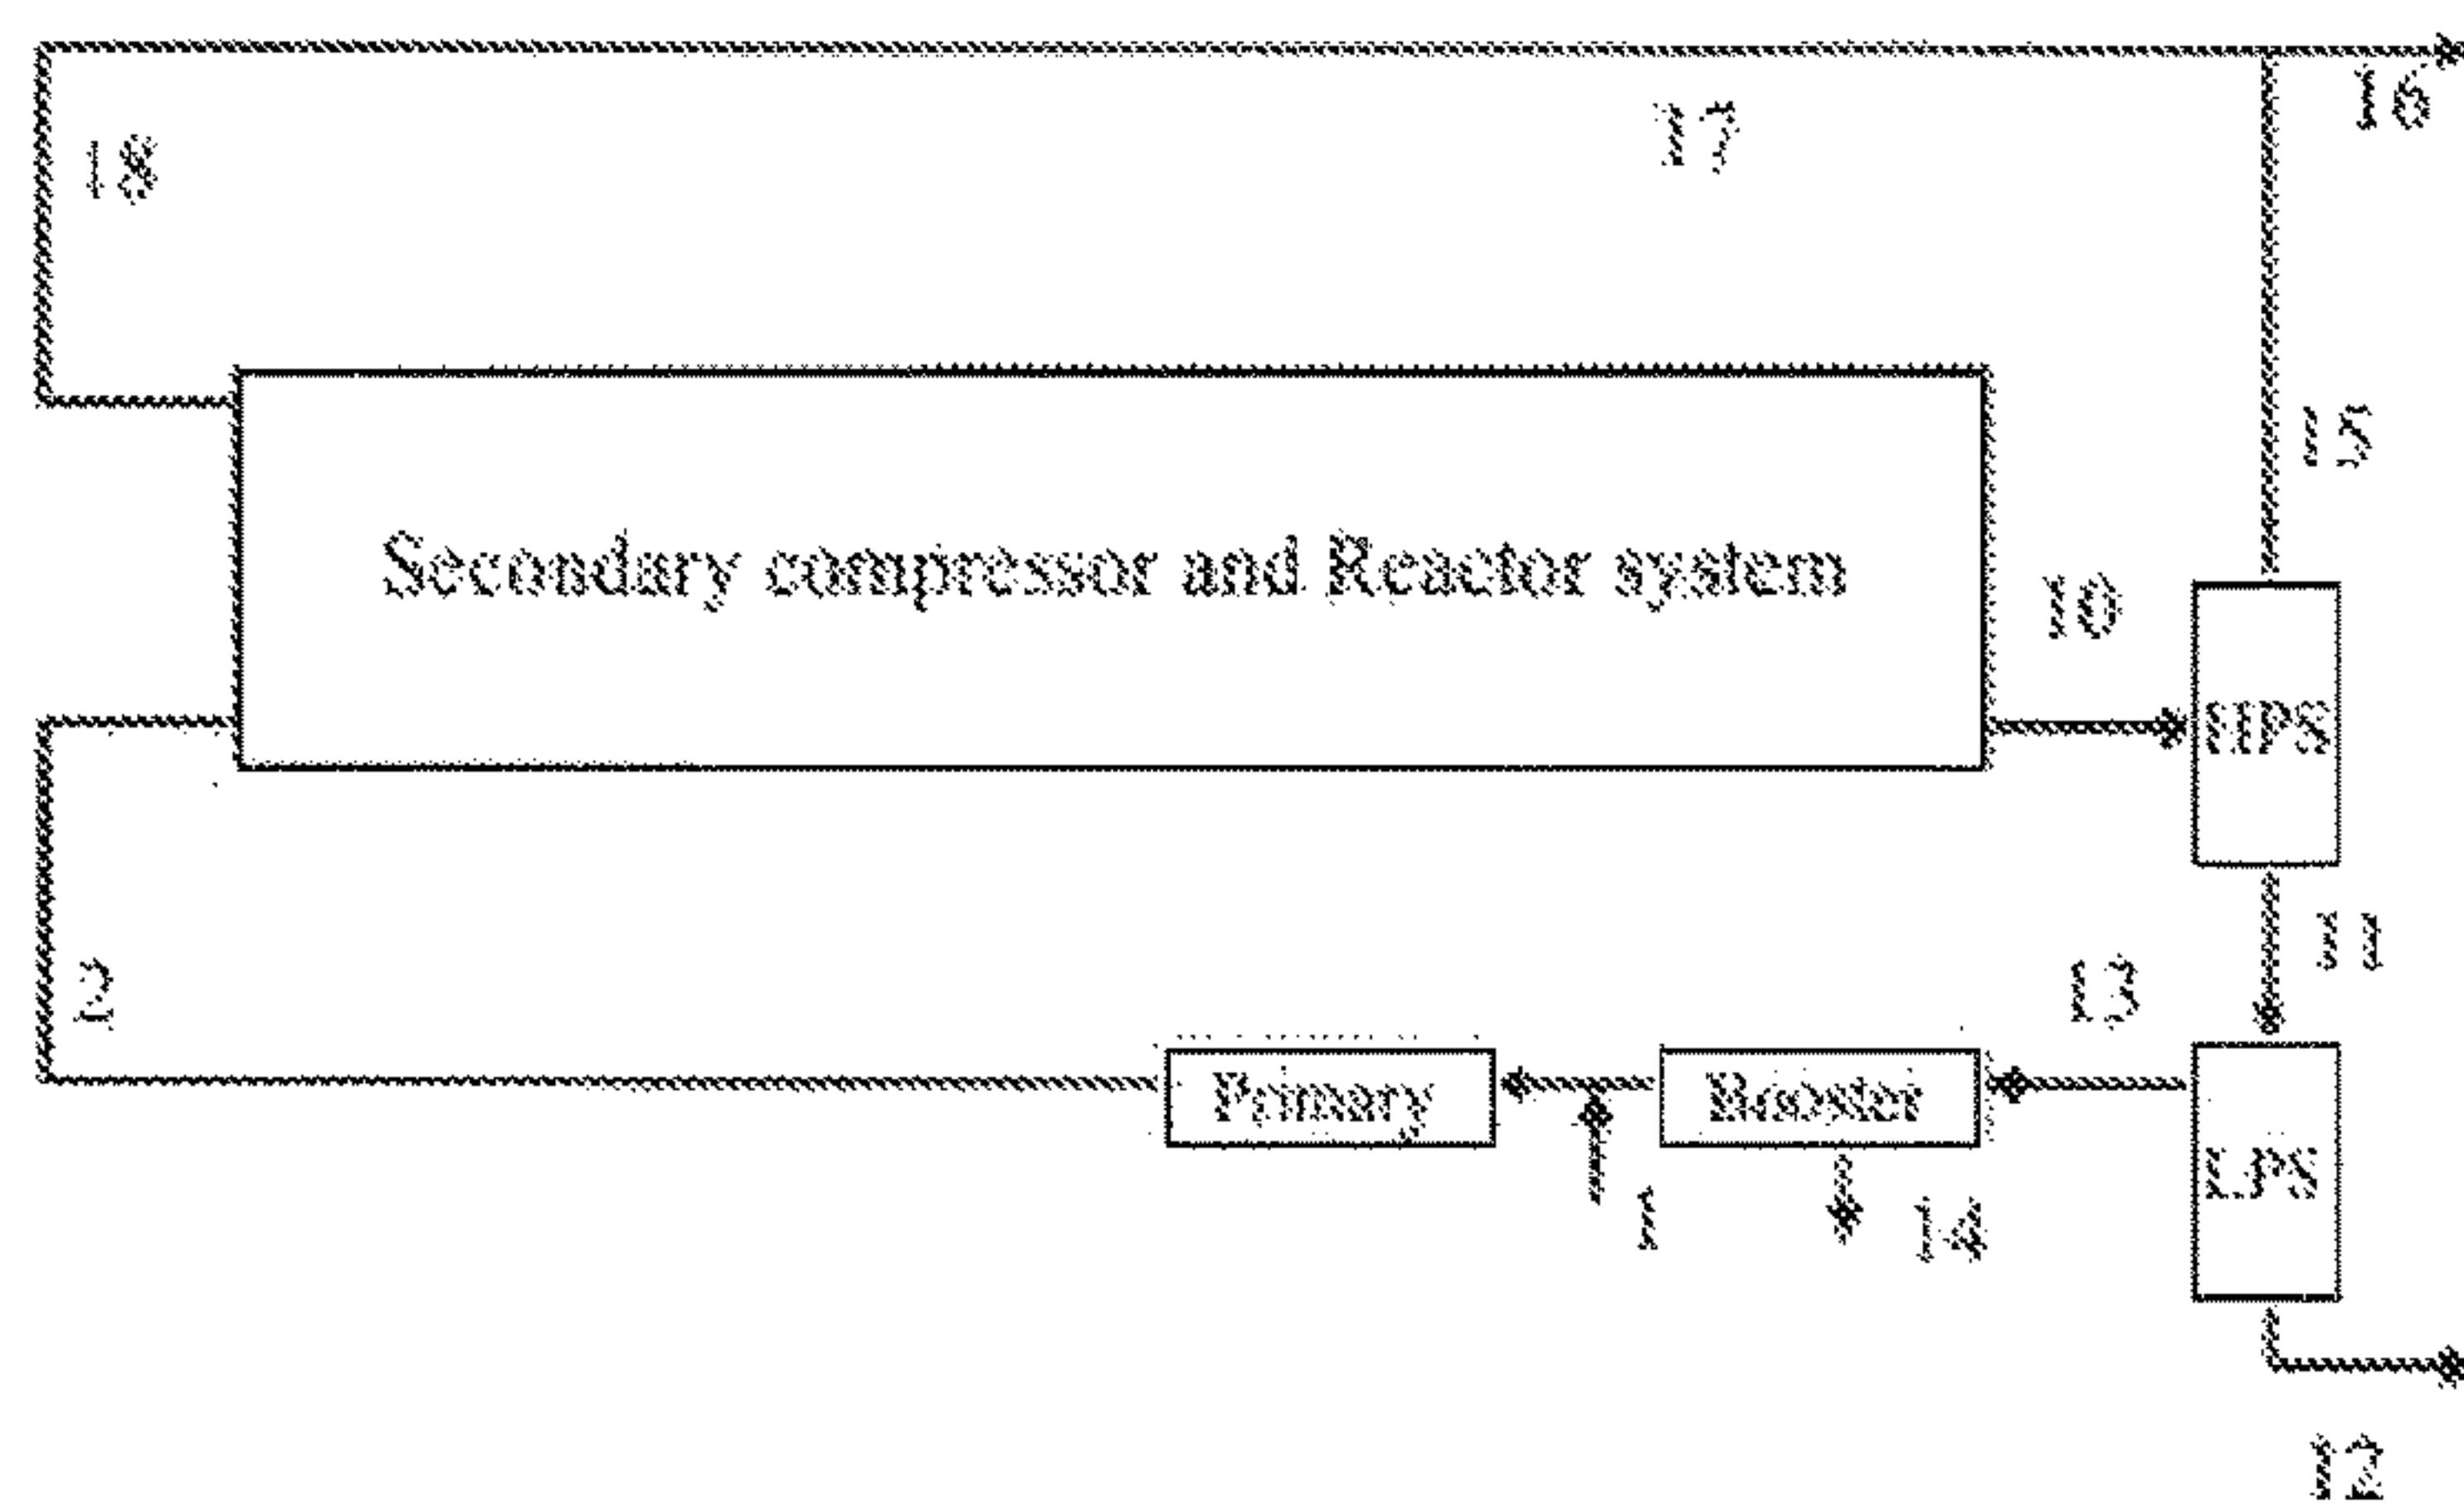 16
17
18
15
Secondary compressor and Reactor system
10
HPS
11
13
2
Primary
Booster
LPS
1
14
12